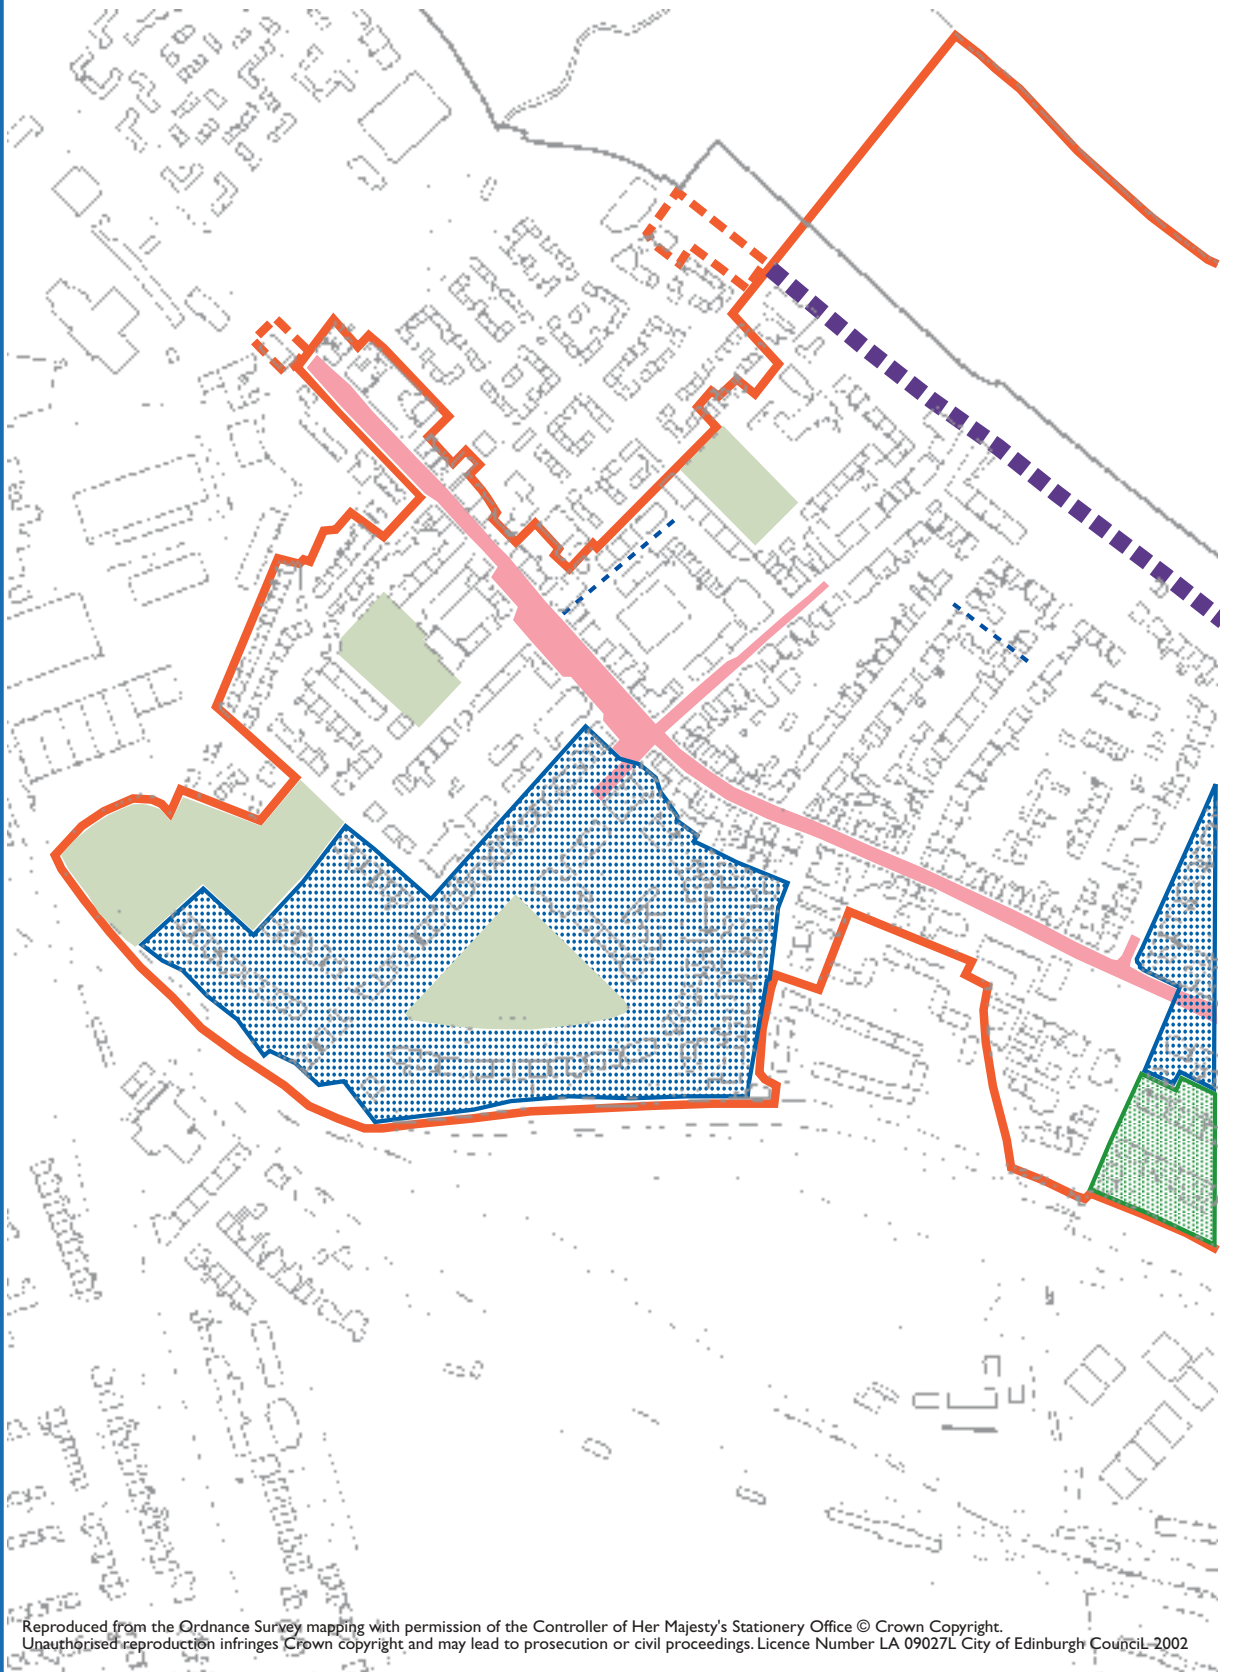 Reproduced from the Ordnance Survey mapping with permission of the Controller of Her Majesty's Stationery Office © Crown Copyright.
Unauthorised reproduction infringes Crown copyright and may lead to prosecution or civil proceedings. Licence Number LA 09027L City of Edinburgh CounciL 2002